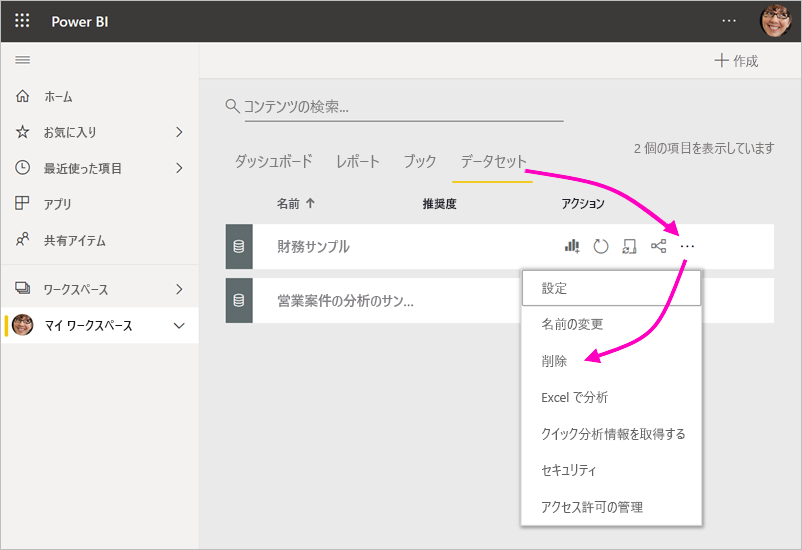 Power BI
作成
ホーム
お気に入り
最近使った項目
アプリ
共有アイテム
ワークスペース
マイ ワークスペース
コンテンツの検索...
2 個の項目を表示しています
ダッシュボード レポート ブック データセット
名前 推奨度 アクション
財務サンプル
営業案件の分析のサン...
設定
名前の変更
削除
Excel で分析
クイック分析情報を取得する
セキュリティ
アクセス許可の管理